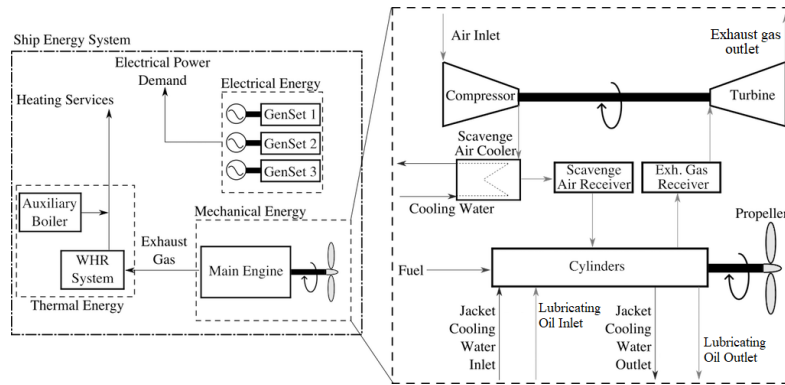 Ship Energy System
Electrical Power
Demand
Electrical Energy
Heating Services
GenSet 1
GenSet 2
GenSet 3
Auxiliary
Boiler
Mechanical Energy
WHR
System
Exhaust
Gas
Main Engine
Thermal Energy
Air Inlet
Exhaust gas
outlet
Compressor
Turbine
Scavenge
Air Cooler
Scavenge
Air Receiver
Exh. Gas
Receiver
Cooling Water
Propeller
Fuel
Cylinders
Jacket
Cooling
Water
Inlet
Lubricating
Oil Inlet
Jacket
Cooling
Water
Outlet
Lubricating
Oil Outlet